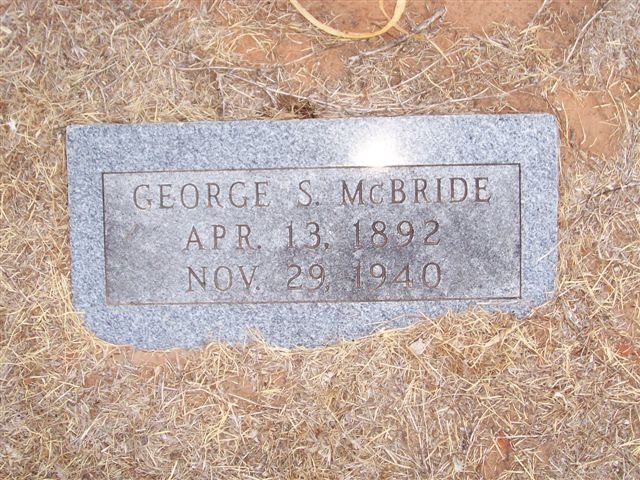 GEORGE S. McBRIDE
APR. 13, 1892
NOV. 29, 1940